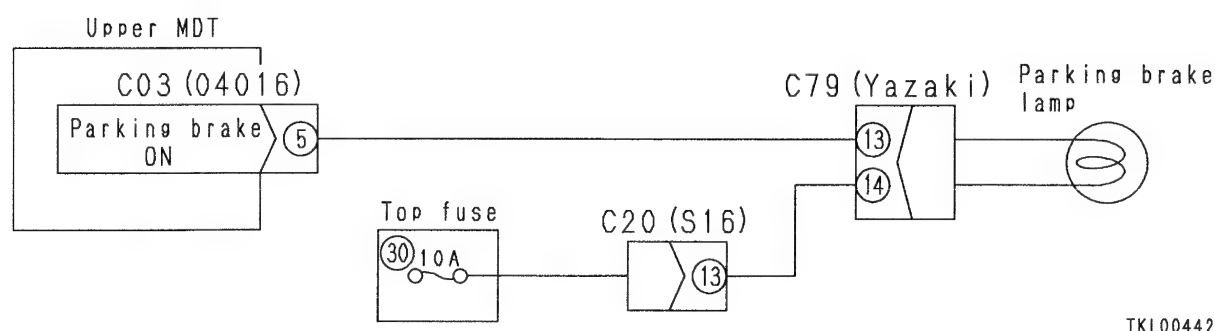 Upper MDT
C03 (04016)
Parking brake
ON
5
C79 (Yazaki)
13
14
Parking brake
lamp
Top fuse
30
10A
C20 (S16)
13
TKL00442